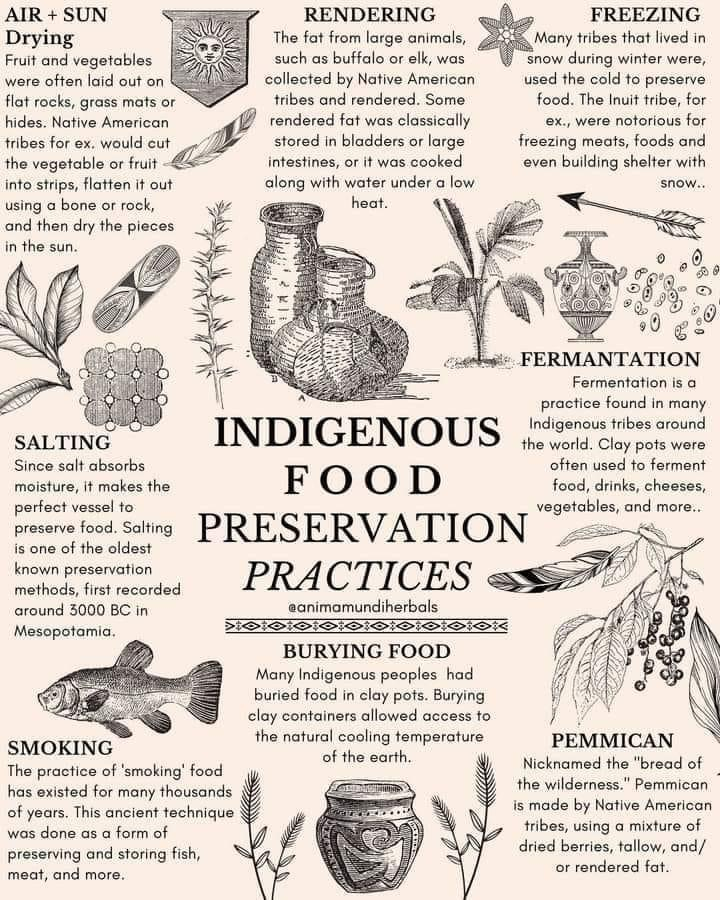 AIR + SUN
Drying
Fruit and vegetables
were often laid out on
flat rocks, grass mats or
hides. Native American
tribes for ex. would cut
the vegetable or fruit
into strips, flatten it out
using a bone or rock,
and then dry the pieces
in the sun.
RENDERING
The fat from large animals,
such as buffalo or elk, was
collected by Native American
tribes and rendered. Some
rendered fat was classically
stored in bladders or large
intestines, or it was cooked
along with water under a low
heat.
FREEZING
Many tribes that lived in
snow during winter were,
used the cold to preserve
food. The Inuit tribe, for
ex., were notorious for
freezing meats, foods and
even building shelter with
snow..
A
B
A
FERMANTATION
Fermentation is a
practice found in many
Indigenous tribes around
the world. Clay pots were
often used to ferment
food, drinks, cheeses,
vegetables, and more..
SALTING
Since salt absorbs
moisture, it makes the
perfect vessel to
preserve food. Salting
is one of the oldest
known preservation
methods, first recorded
around 3000 BC in
Mesopotamia.
INDIGENOUS
FOOD
PRESERVATION
PRACTICES
@animamundiherbals
BURYING FOOD
Many Indigenous peoples had
buried food in clay pots. Burying
clay containers allowed access to
the natural cooling temperature
of the earth.
SMOKING
The practice of 'smoking' food
has existed for many thousands
of years. This ancient technique
was done as a form of
preserving and storing fish,
meat, and more.
PEMMICAN
Nicknamed the "bread of
the wilderness." Pemmican
is made by Native American
tribes, using a mixture of
dried berries, tallow, and/
or rendered fat.